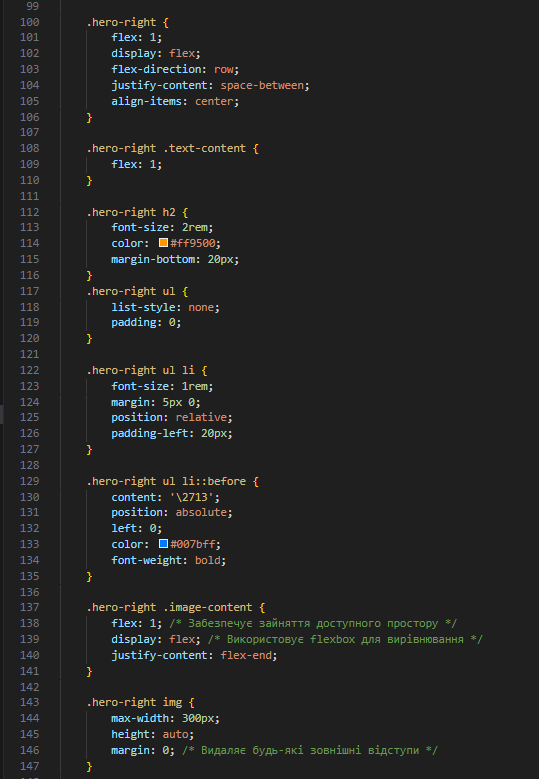 99
100 .hero-right {
101 flex: 1;
102 display: flex;
103 flex-direction: row;
104 justify-content: space-between;
105 align-items: center;
106 }
107
108 .hero-right .text-content {
109 flex: 1;
110 }
111
112 .hero-right h2 {
113 font-size: 2rem;
114 color: #ff9500;
115 margin-bottom: 20px;
116 }
117 .hero-right ul {
118 list-style: none;
119 padding: 0;
120 }
121
122 .hero-right ul li {
123 font-size: 1rem;
124 margin: 5px 0;
125 position: relative;
126 padding-left: 20px;
127 }
128
129 .hero-right ul li::before {
130 content: '\2713';
131 position: absolute;
132 left: 0;
133 color: #007bff;
134 font-weight: bold;
135 }
136
137 .hero-right .image-content {
138 flex: 1; /* Забезпечує зайняття доступного простору */
139 display: flex; /* Використовує flexbox для вирівнювання */
140 justify-content: flex-end;
141 }
142
143 .hero-right img {
144 max-width: 300px;
145 height: auto;
146 margin: 0; /* Видаляє будь-які зовнішні відступи */
147 }